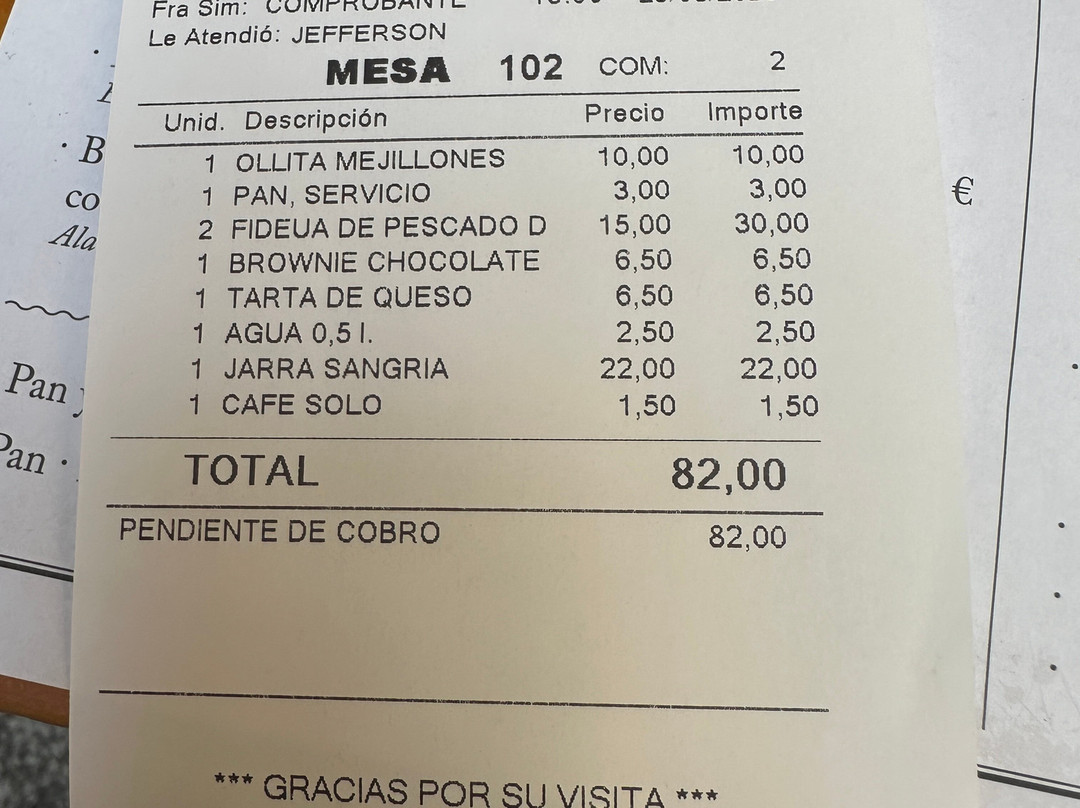 Fra Sim: COMPROBANTE
Le Atendió: JEFFERSON
MESA 102 COM: 2
Unid. Descripción Precio Importe
1 OLLITA MEJILLONES 10,00 10,00
1 PAN, SERVICIO 3,00 3,00
2 FIDEUA DE PESCADO D 15,00 30,00
1 BROWNIE CHOCOLATE 6,50 6,50
1 TARTA DE QUESO 6,50 6,50
1 AGUA 0,5 l. 2,50 2,50
1 JARRA SANGRIA 22,00 22,00
1 CAFE SOLO 1,50 1,50
TOTAL 82,00
PENDIENTE DE COBRO 82,00
*** GRACIAS POR SU VISITA ***
· B
co
Ala
Pan
Pan ·
€